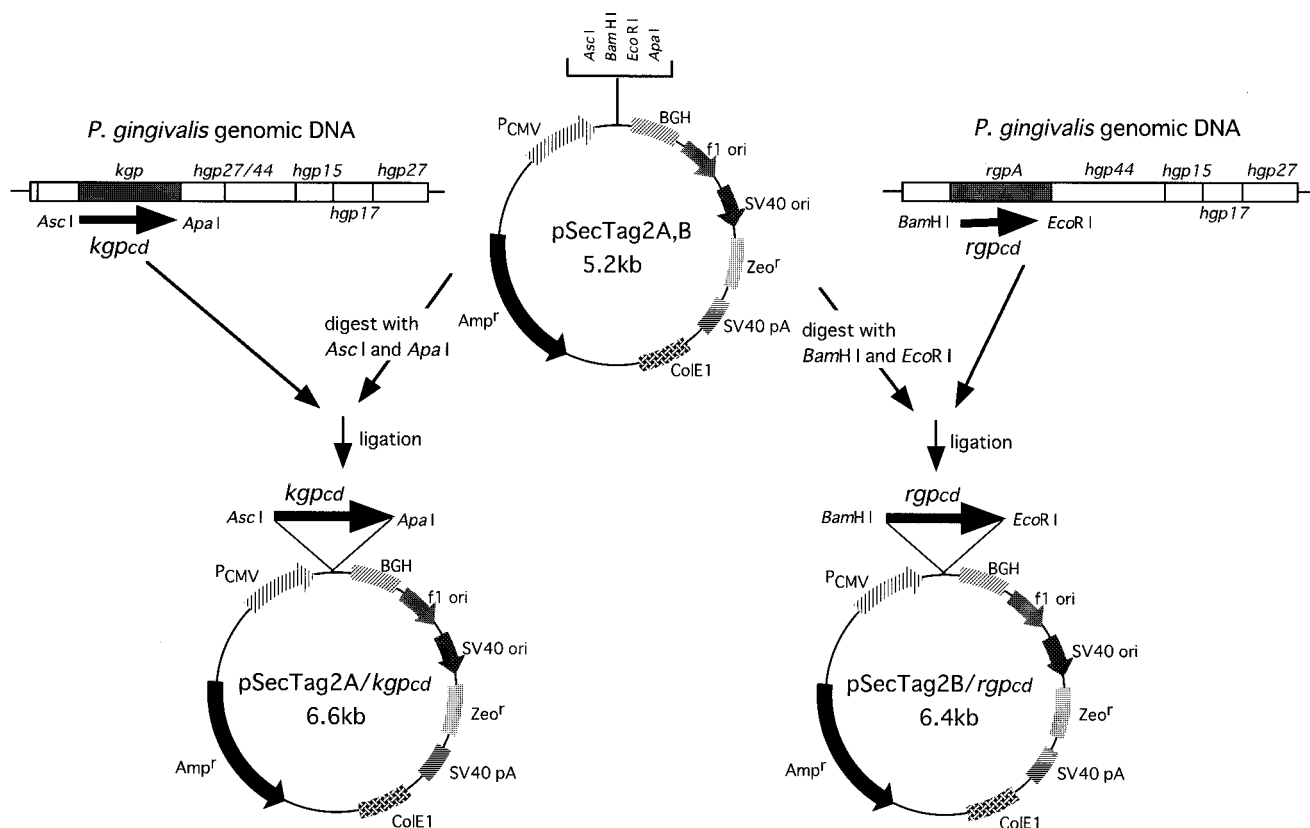 Asc I
BamH I
EcoR I
Apa I
P. gingivalis genomic DNA
kgp hgp27/44 hgp15 hgp27
hgp17
Asc I Apa I
kgpcd
PCMV
BGH
f1 ori
SV40 ori
pSecTag2A,B
5.2kb
Zeor
SV40 pA
ColE1
Ampr
P. gingivalis genomic DNA
rgpA hgp44 hgp15 hgp27
hgp17
BamH I EcoR I
rgpcd
digest with
Asc I and Apa I
digest with
BamH I and EcoR I
ligation
ligation
kgpcd
Asc I Apa I
PCMV
BGH
f1 ori
SV40 ori
pSecTag2A/kgpcd
6.6kb
Zeor
SV40 pA
ColE1
Ampr
rgpcd
BamH I EcoR I
PCMV
BGH
f1 ori
SV40 ori
pSecTag2B/rgpcd
6.4kb
Zeor
SV40 pA
ColE1
Ampr